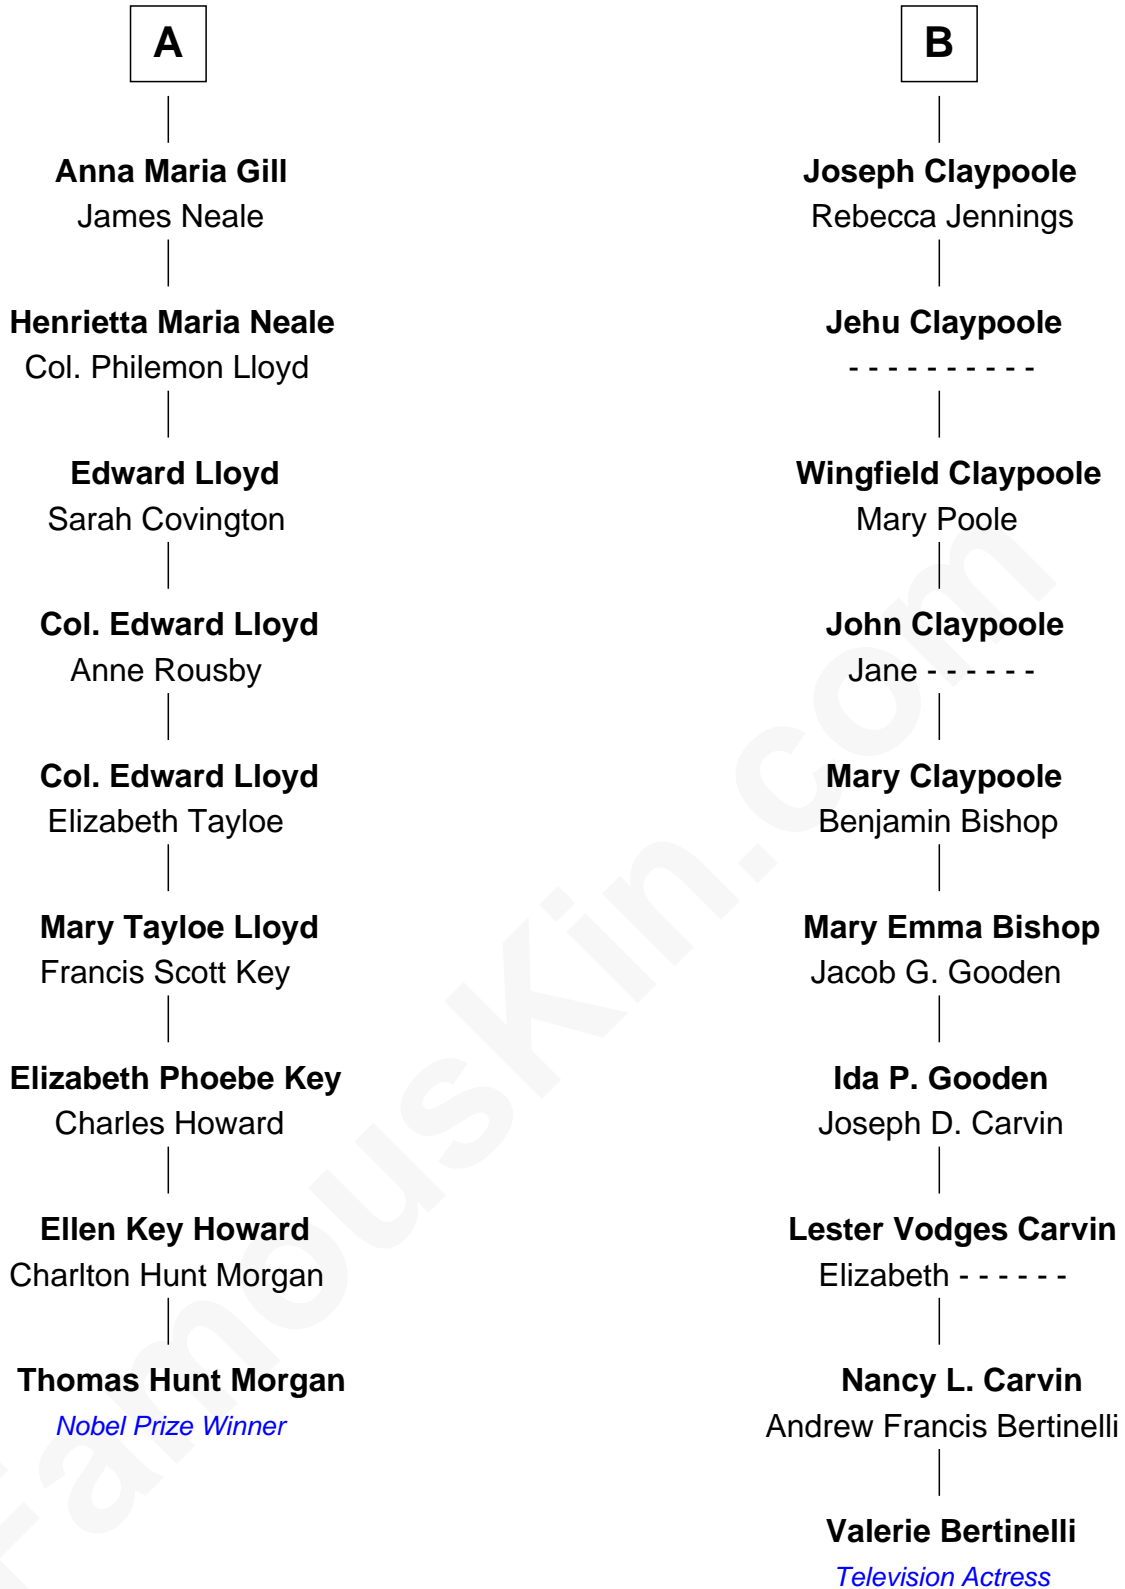 A
Anna Maria Gill
James Neale
Henrietta Maria Neale
Col. Philemon Lloyd
Edward Lloyd
Sarah Covington
Col. Edward Lloyd
Anne Rousby
Col. Edward Lloyd
Elizabeth Tayloe
Mary Tayloe Lloyd
Francis Scott Key
Elizabeth Phoebe Key
Charles Howard
Ellen Key Howard
Charlton Hunt Morgan
Thomas Hunt Morgan
Nobel Prize Winner
B
Joseph Claypoole
Rebecca Jennings
Jehu Claypoole
- - - - - - - - - -
Wingfield Claypoole
Mary Poole
John Claypoole
Jane - - - - - -
Mary Claypoole
Benjamin Bishop
Mary Emma Bishop
Jacob G. Gooden
Ida P. Gooden
Joseph D. Carvin
Lester Vodges Carvin
Elizabeth - - - - - -
Nancy L. Carvin
Andrew Francis Bertinelli
Valerie Bertinelli
Television Actress
FamousKin.com